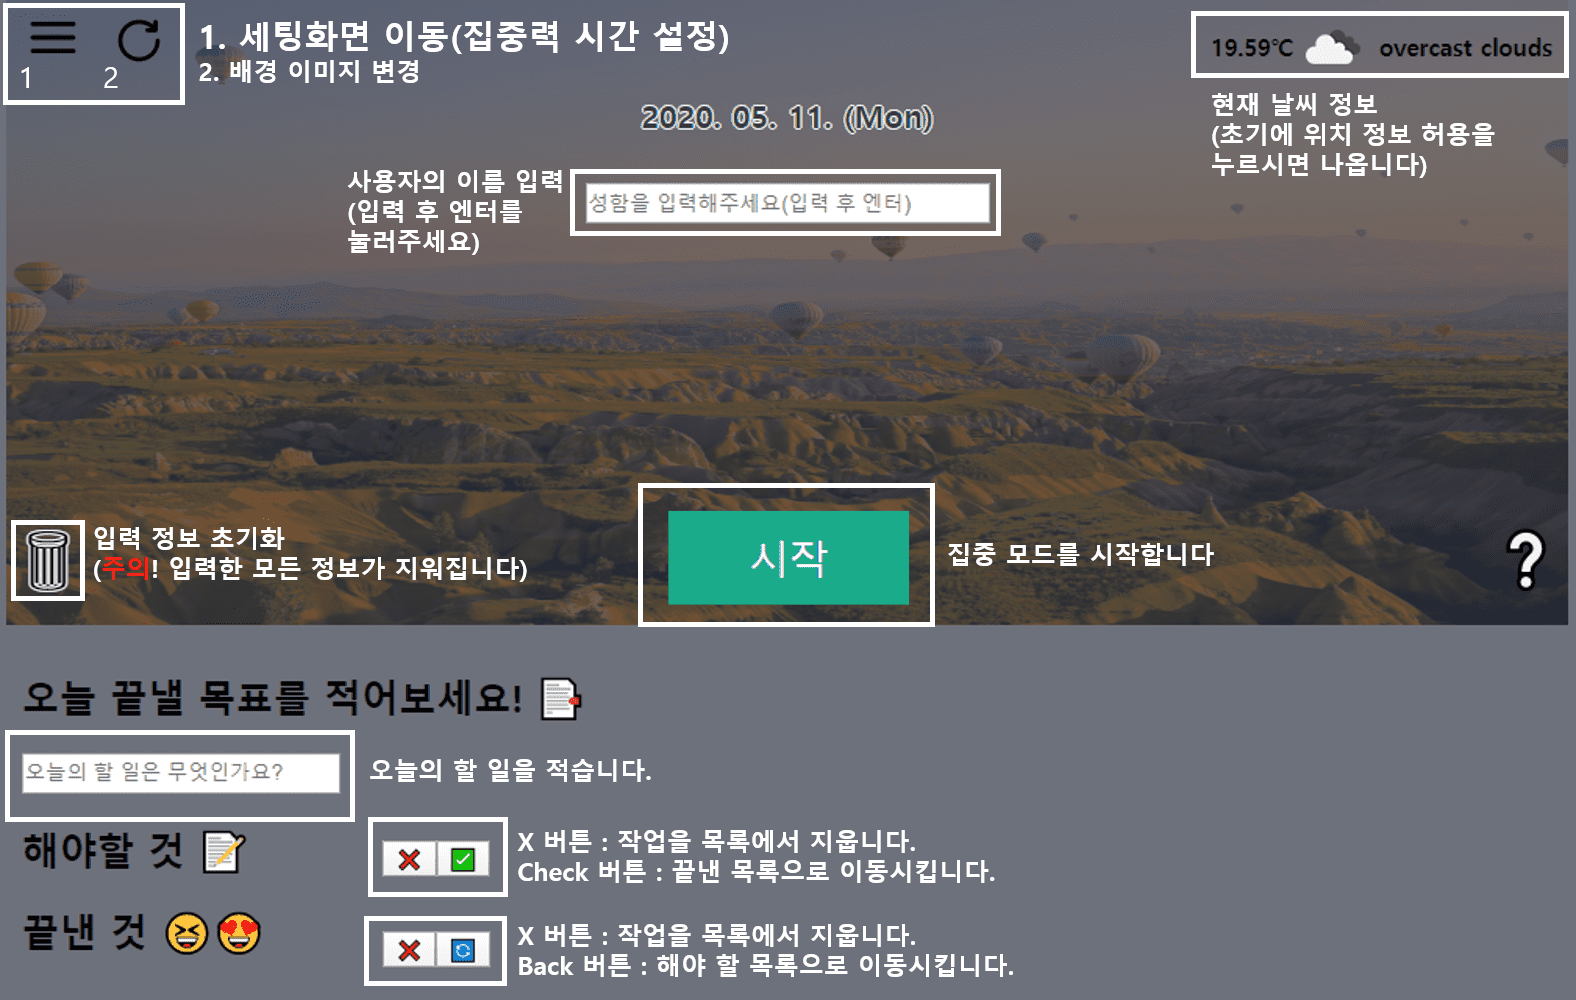 1
2
1. 세팅화면 이동(집중력 시간 설정)
2. 배경 이미지 변경
19.59℃ overcast clouds
현재 날씨 정보
(초기에 위치 정보 허용을
누르시면 나옵니다)
2020. 05. 11. (Mon)
사용자의 이름 입력
(입력 후 엔터를
눌러주세요)
성함을 입력해주세요(입력 후 엔터)
입력 정보 초기화
(주의! 입력한 모든 정보가 지워집니다)
시작
집중 모드를 시작합니다
?
오늘 끝낼 목표를 적어보세요!
오늘의 할 일은 무엇인가요?
오늘의 할 일을 적습니다.
해야할 것
X 버튼 : 작업을 목록에서 지웁니다.
Check 버튼 : 끝낸 목록으로 이동시킵니다.
끝낸 것
X 버튼 : 작업을 목록에서 지웁니다.
Back 버튼 : 해야 할 목록으로 이동시킵니다.